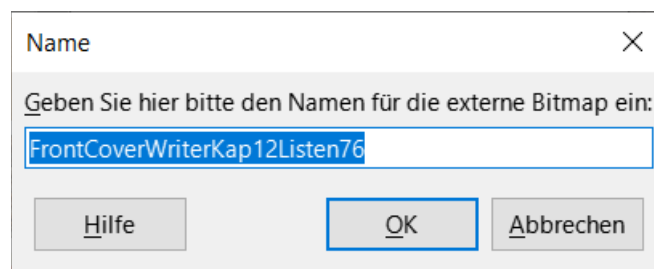 Name
Geben Sie hier bitte den Namen für die externe Bitmap ein:
FrontCoverWriterKap12Listen76
Hilfe OK Abbrechen